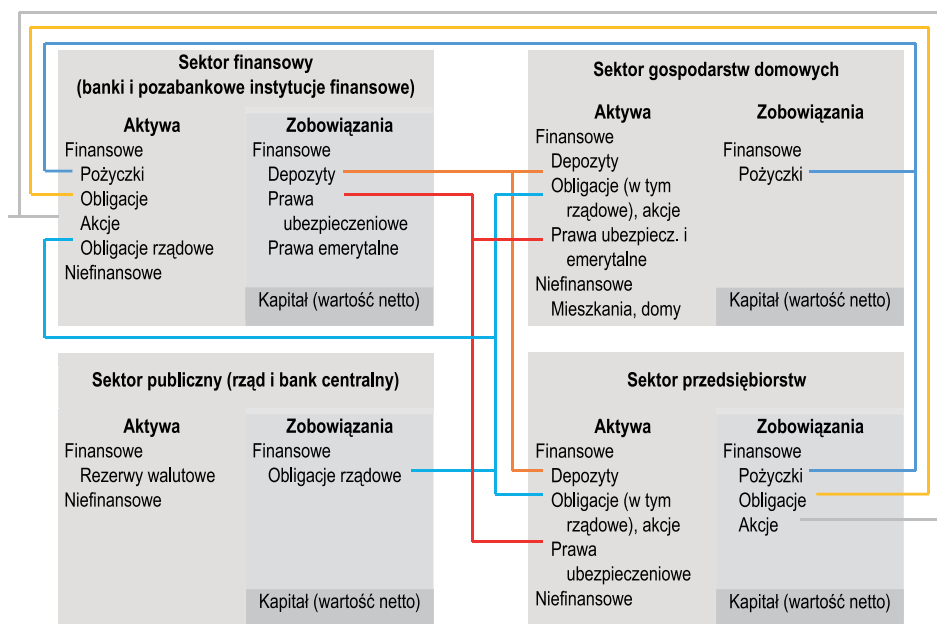 Sektor finansowy
(banki i pozabankowe instytucje finansowe)
Aktywa
Finansowe
Pożyczki
Obligacje
Akcje
Obligacje rządowe
Niefinansowe
Zobowiązania
Finansowe
Depozyty
Prawa
ubezpieczeniowe
Prawa emerytalne
Kapitał (wartość netto)
Sektor gospodarstw domowych
Aktywa
Finansowe
Depozyty
Obligacje (w tym
rządowe), akcje
Prawa ubezpiecz. i
emerytalne
Niefinansowe
Mieszkania, domy
Zobowiązania
Finansowe
Pożyczki
Kapitał (wartość netto)
Sektor publiczny (rząd i bank centralny)
Aktywa
Finansowe
Rezerwy walutowe
Niefinansowe
Zobowiązania
Finansowe
Obligacje rządowe
Kapitał (wartość netto)
Sektor przedsiębiorstw
Aktywa
Finansowe
Depozyty
Obligacje (w tym
rządowe), akcje
Prawa
ubezpieczeniowe
Niefinansowe
Zobowiązania
Finansowe
Pożyczki
Obligacje
Akcje
Kapitał (wartość netto)